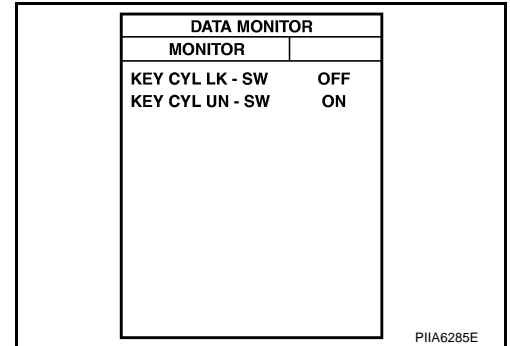 DATA MONITOR
MONITOR
KEY CYL LK - SW OFF
KEY CYL UN - SW ON
PIIA6285E